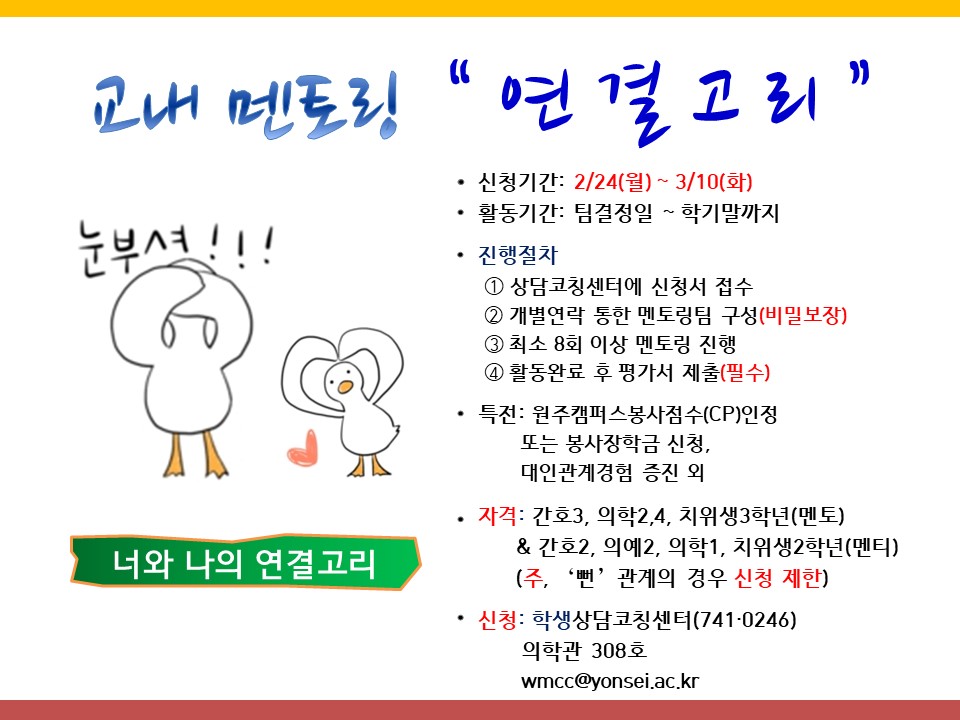 교내 멘토링 “연결고리”
눈부셔!!!
너와 나의 연결고리
• 신청기간: 2/24(월) ~ 3/10(화)
• 활동기간: 팀결정일 ~ 학기말까지
• 진행절차
① 상담코칭센터에 신청서 접수
② 개별연락 통한 멘토링팀 구성(비밀보장)
③ 최소 8회 이상 멘토링 진행
④ 활동완료 후 평가서 제출(필수)
• 특전: 원주캠퍼스봉사점수(CP)인정
또는 봉사장학금 신청,
대인관계경험 증진 외
• 자격: 간호3, 의학2,4, 치위생3학년(멘토)
& 간호2, 의예2, 의학1, 치위생2학년(멘티)
(주, ‘뻔’ 관계의 경우 신청 제한)
• 신청: 학생상담코칭센터(741·0246)
의학관 308호
wmcc@yonsei.ac.kr